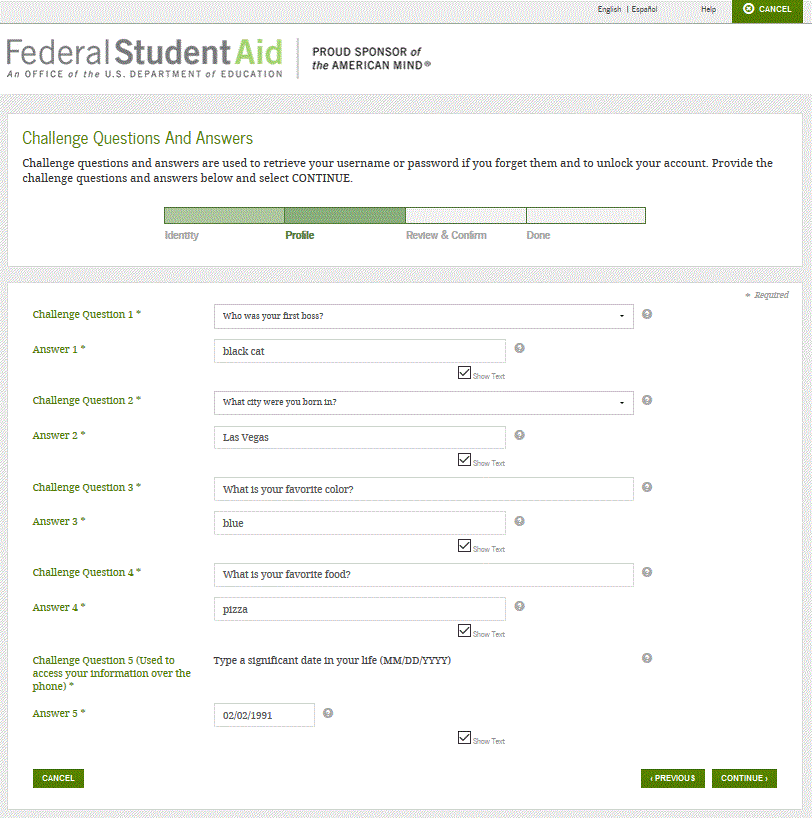 English | Español Help CANCEL
Federal Student Aid
An OFFICE of the U.S. DEPARTMENT of EDUCATION
PROUD SPONSOR of
the AMERICAN MIND®
Challenge Questions And Answers
Challenge questions and answers are used to retrieve your username or password if you forget them and to unlock your account. Provide the
challenge questions and answers below and select CONTINUE.
Identity Profile Review & Confirm Done
* Required
Challenge Question 1 * Who was your first boss?
Answer 1 * black cat
Show Text
Challenge Question 2 * What city were you born in?
Answer 2 * Las Vegas
Show Text
Challenge Question 3 * What is your favorite color?
Answer 3 * blue
Show Text
Challenge Question 4 * What is your favorite food?
Answer 4 * pizza
Show Text
Challenge Question 5 (Used to Type a significant date in your life (MM/DD/YYYY)
access your information over the
phone) *
Answer 5 * 02/02/1991
Show Text
CANCEL ‹ PREVIOUS CONTINUE ›